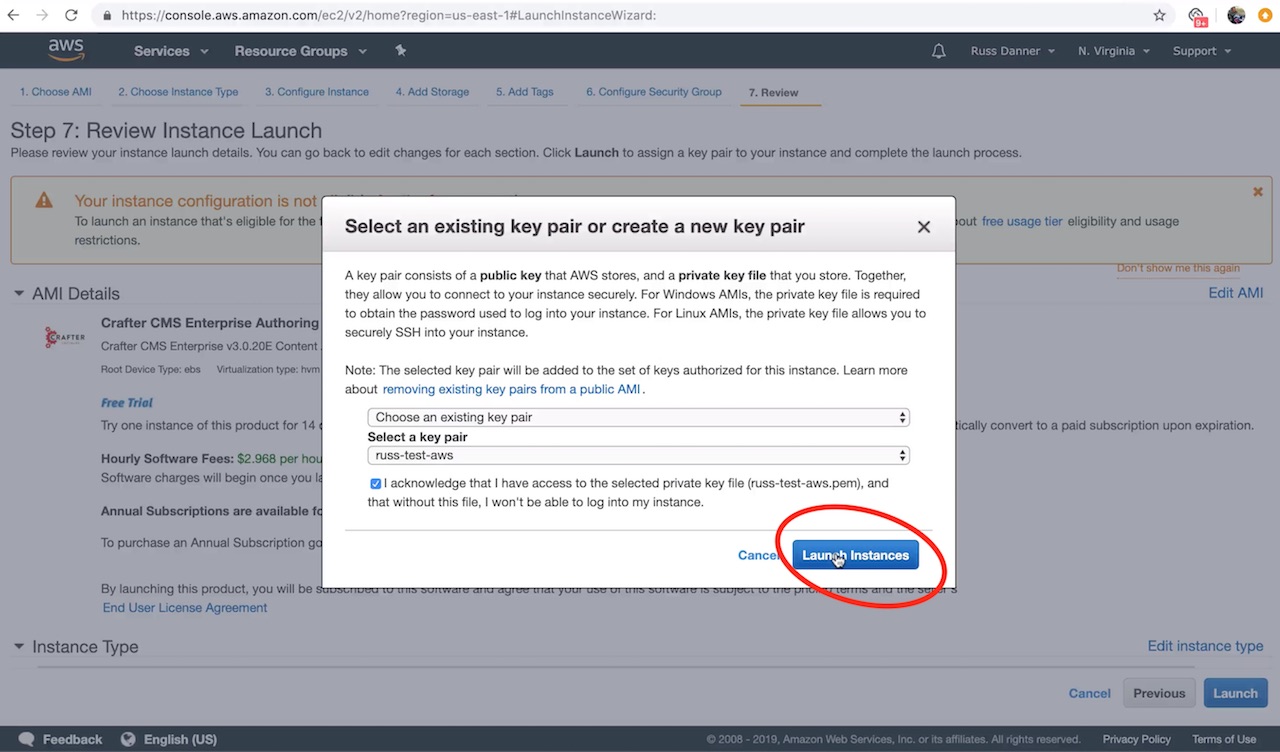 https://console.aws.amazon.com/ec2/v2/home?region=us-east-1#LaunchInstanceWizard:
9+
aws
Services
Resource Groups
Russ Danner
N. Virginia
Support
1. Choose AMI
2. Choose Instance Type
3. Configure Instance
4. Add Storage
5. Add Tags
6. Configure Security Group
7. Review
Step 7: Review Instance Launch
Please review your instance launch details. You can go back to edit changes for each section. Click Launch to assign a key pair to your instance and complete the launch process.
Your instance configuration is not
To launch an instance that's eligible for the
free usage tier eligibility and usage
restrictions.
Don't show me this again
AMI Details
Edit AMI
CRAFTER
Crafter CMS Enterprise Authoring
Crafter CMS Enterprise v3.0.20E Content
Root Device Type: ebs Virtualization type: hvm
Free Trial
Try one instance of this product for 14
convert to a paid subscription upon expiration.
Hourly Software Fees: $2.968 per hou
Software charges will begin once you la
Annual Subscriptions are available fo
To purchase an Annual Subscription go
By launching this product, you will be subscribed to this software and agree that your use of this software is subject to the pricing terms and the seller's
End User License Agreement
Select an existing key pair or create a new key pair
A key pair consists of a public key that AWS stores, and a private key file that you store. Together,
they allow you to connect to your instance securely. For Windows AMIs, the private key file is required
to obtain the password used to log into your instance. For Linux AMIs, the private key file allows you to
securely SSH into your instance.
Note: The selected key pair will be added to the set of keys authorized for this instance. Learn more
about removing existing key pairs from a public AMI .
Choose an existing key pair
Select a key pair
russ-test-aws
I acknowledge that I have access to the selected private key file (russ-test-aws.pem), and
that without this file, I won't be able to log into my instance.
Cancel
Launch Instances
Instance Type
Edit instance type
Cancel
Previous
Launch
Feedback
English (US)
© 2008 - 2019, Amazon Web Services, Inc. or its affiliates. All rights reserved.
Privacy Policy
Terms of Use